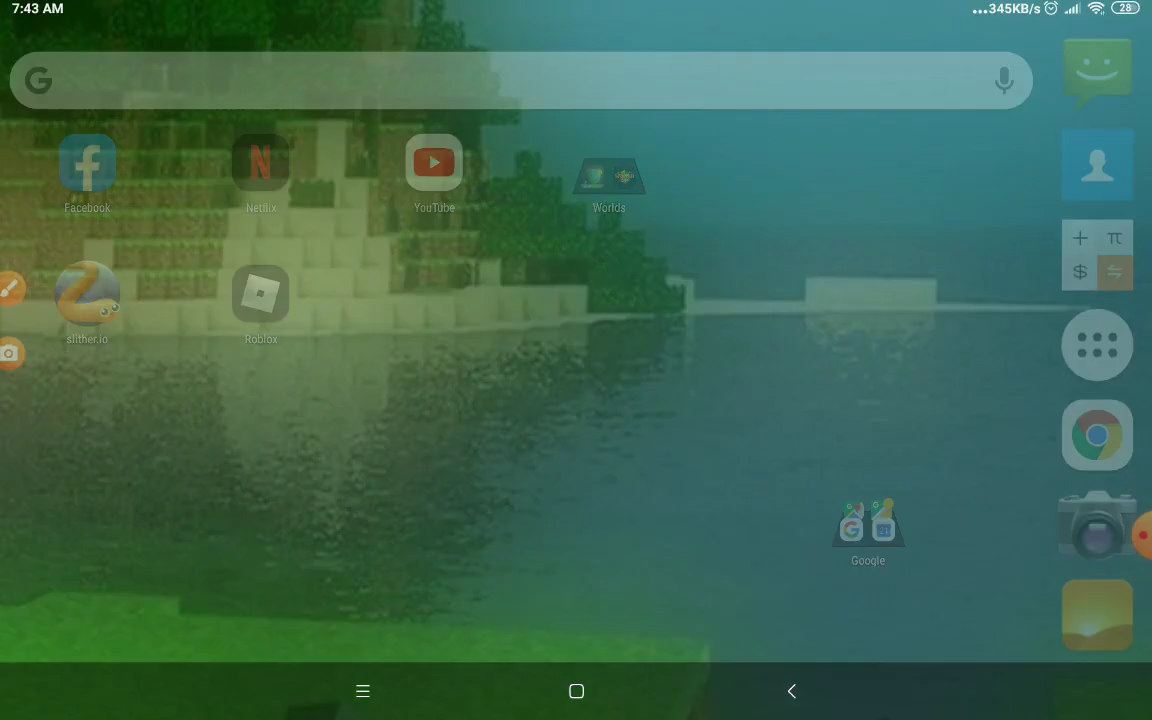 7:43 AM
...345KB/s 28
Facebook
Netflix
YouTube
Worlds
slither.io
Roblox
Google